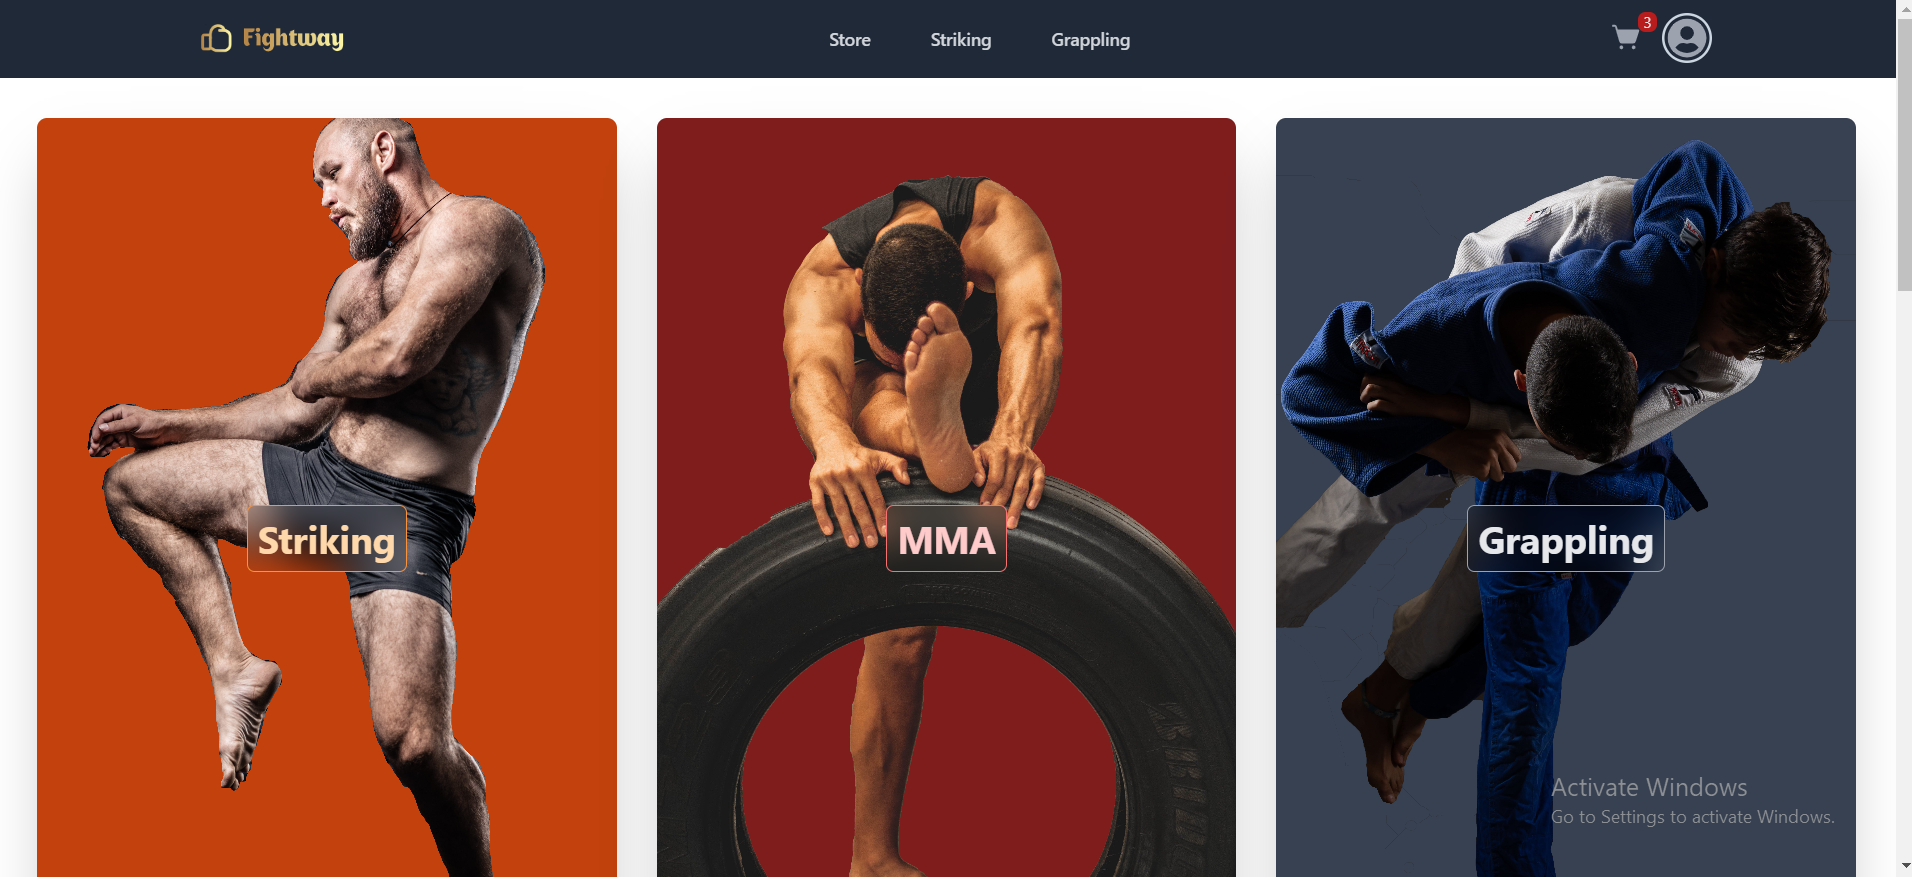 Fightway
Store
Striking
Grappling
3
Striking
MMA
Grappling
Activate Windows
Go to Settings to activate Windows.